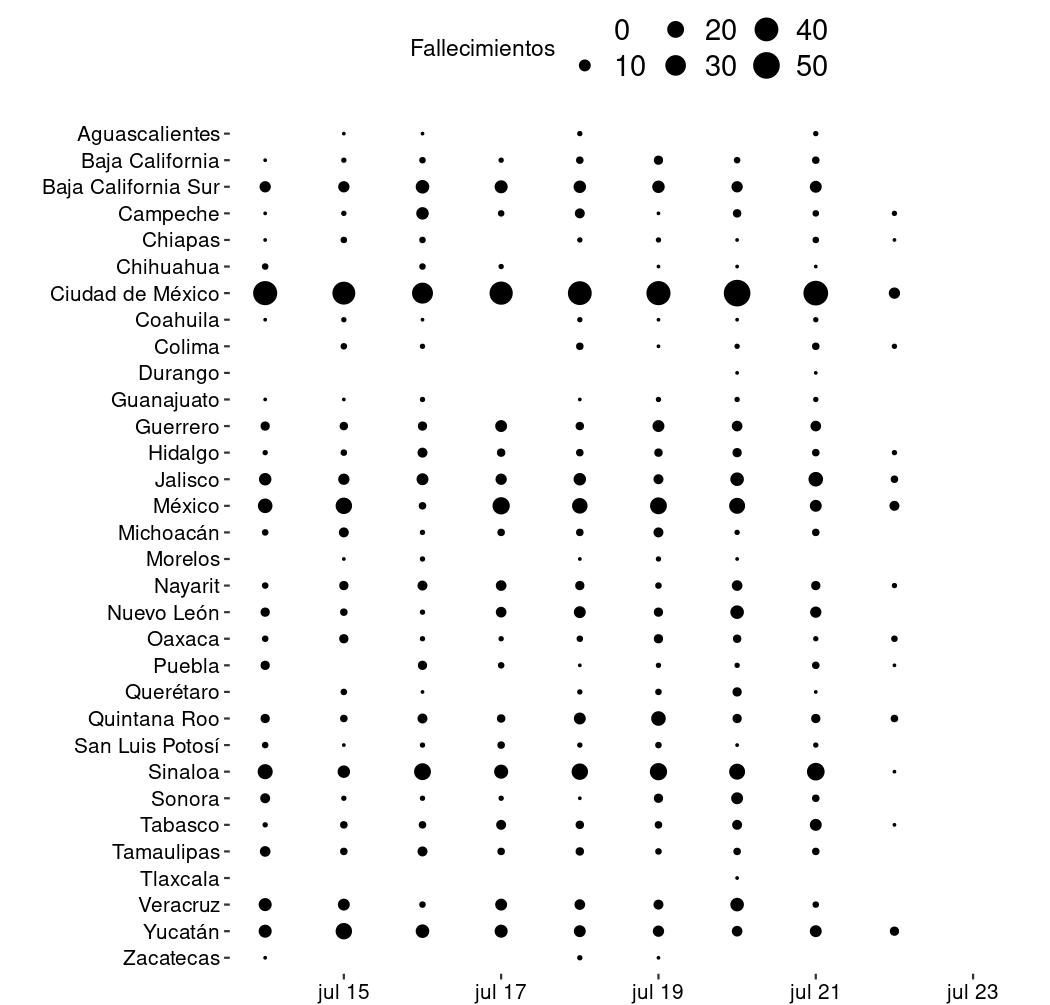 Fallecimientos
0 20 40
10 30 50
Aguascalientes
Baja California
Baja California Sur
Campeche
Chiapas
Chihuahua
Ciudad de México
Coahuila
Colima
Durango
Guanajuato
Guerrero
Hidalgo
Jalisco
México
Michoacán
Morelos
Nayarit
Nuevo León
Oaxaca
Puebla
Querétaro
Quintana Roo
San Luis Potosí
Sinaloa
Sonora
Tabasco
Tamaulipas
Tlaxcala
Veracruz
Yucatán
Zacatecas
jul 15 jul 17 jul 19 jul 21 jul 23